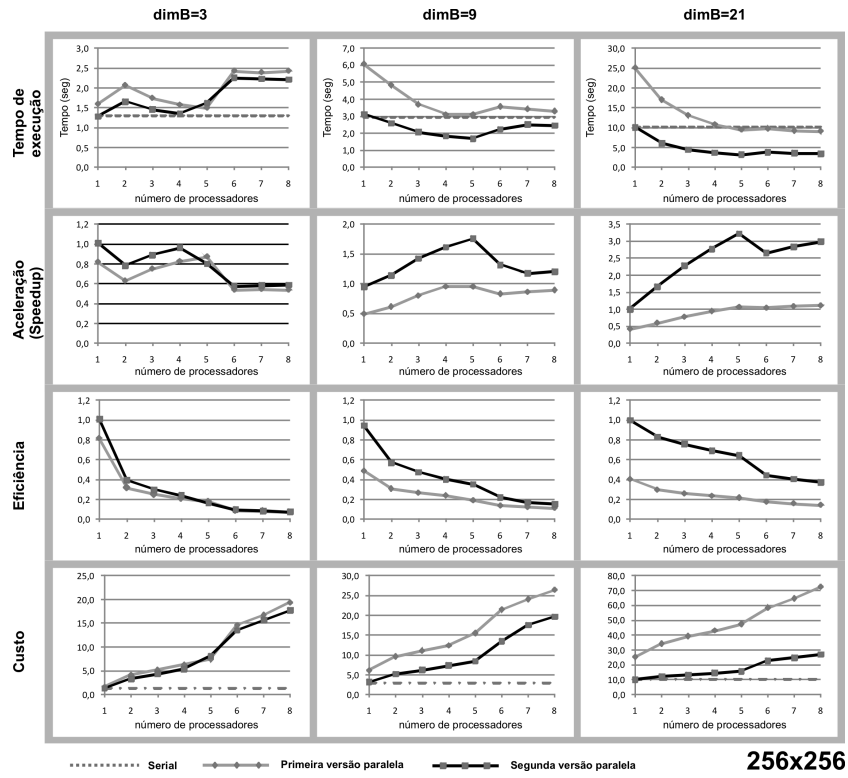 dimB=3
dimB=9
dimB=21
Tempo de execução
Tempo (seg)
3,0
2,5
2,0
1,5
1,0
0,5
0,0
1 2 3 4 5 6 7 8
número de processadores
Tempo (seg)
7,0
6,0
5,0
4,0
3,0
2,0
1,0
0,0
1 2 3 4 5 6 7 8
número de processadores
Tempo (seg)
30,0
25,0
20,0
15,0
10,0
5,0
0,0
1 2 3 4 5 6 7 8
número de processadores
Aceleração
(Speedup)
1,2
1,0
0,8
0,6
0,4
0,2
0,0
1 2 3 4 5 6 7 8
número de processadores
2,0
1,5
1,0
0,5
0,0
1 2 3 4 5 6 7 8
número de processadores
3,5
3,0
2,5
2,0
1,5
1,0
0,5
0,0
1 2 3 4 5 6 7 8
número de processadores
Eficiência
1,2
1,0
0,8
0,6
0,4
0,2
0,0
1 2 3 4 5 6 7 8
número de processadores
1,2
1,0
0,8
0,6
0,4
0,2
0,0
1 2 3 4 5 6 7 8
número de processadores
1,2
1,0
0,8
0,6
0,4
0,2
0,0
1 2 3 4 5 6 7 8
número de processadores
Custo
25,0
20,0
15,0
10,0
5,0
0,0
1 2 3 4 5 6 7 8
número de processadores
30,0
25,0
20,0
15,0
10,0
5,0
0,0
1 2 3 4 5 6 7 8
número de processadores
80,0
70,0
60,0
50,0
40,0
30,0
20,0
10,0
0,0
1 2 3 4 5 6 7 8
número de processadores
Serial
Primeira versão paralela
Segunda versão paralela
256x256